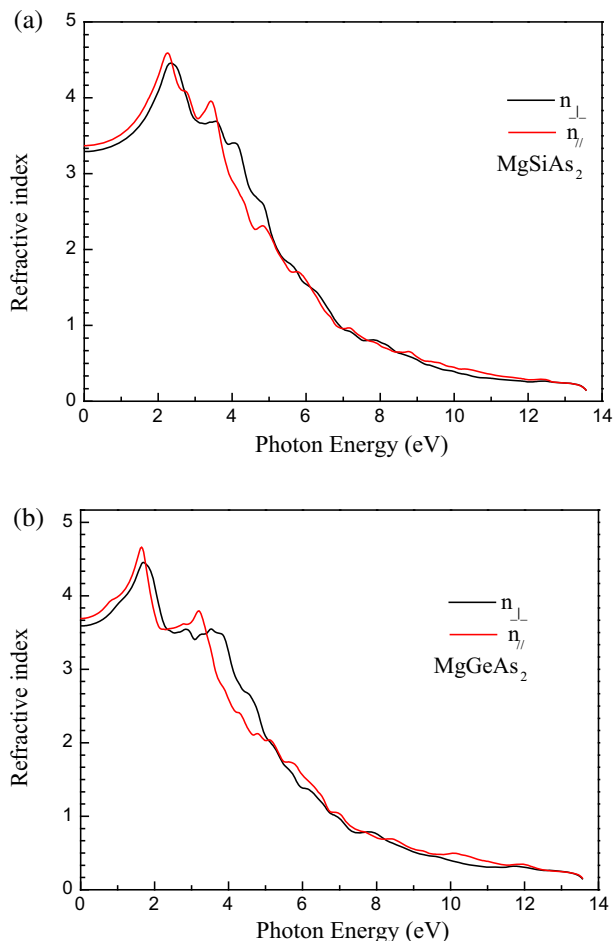 (a)
5
4
3
2
1
0
Refractive index
n_|_
n//
MgSiAs2
0 2 4 6 8 10 12 14
Photon Energy (eV)
(b)
5
4
3
2
1
0
Refractive index
n_|_
n//
MgGeAs2
0 2 4 6 8 10 12 14
Photon Energy (eV)